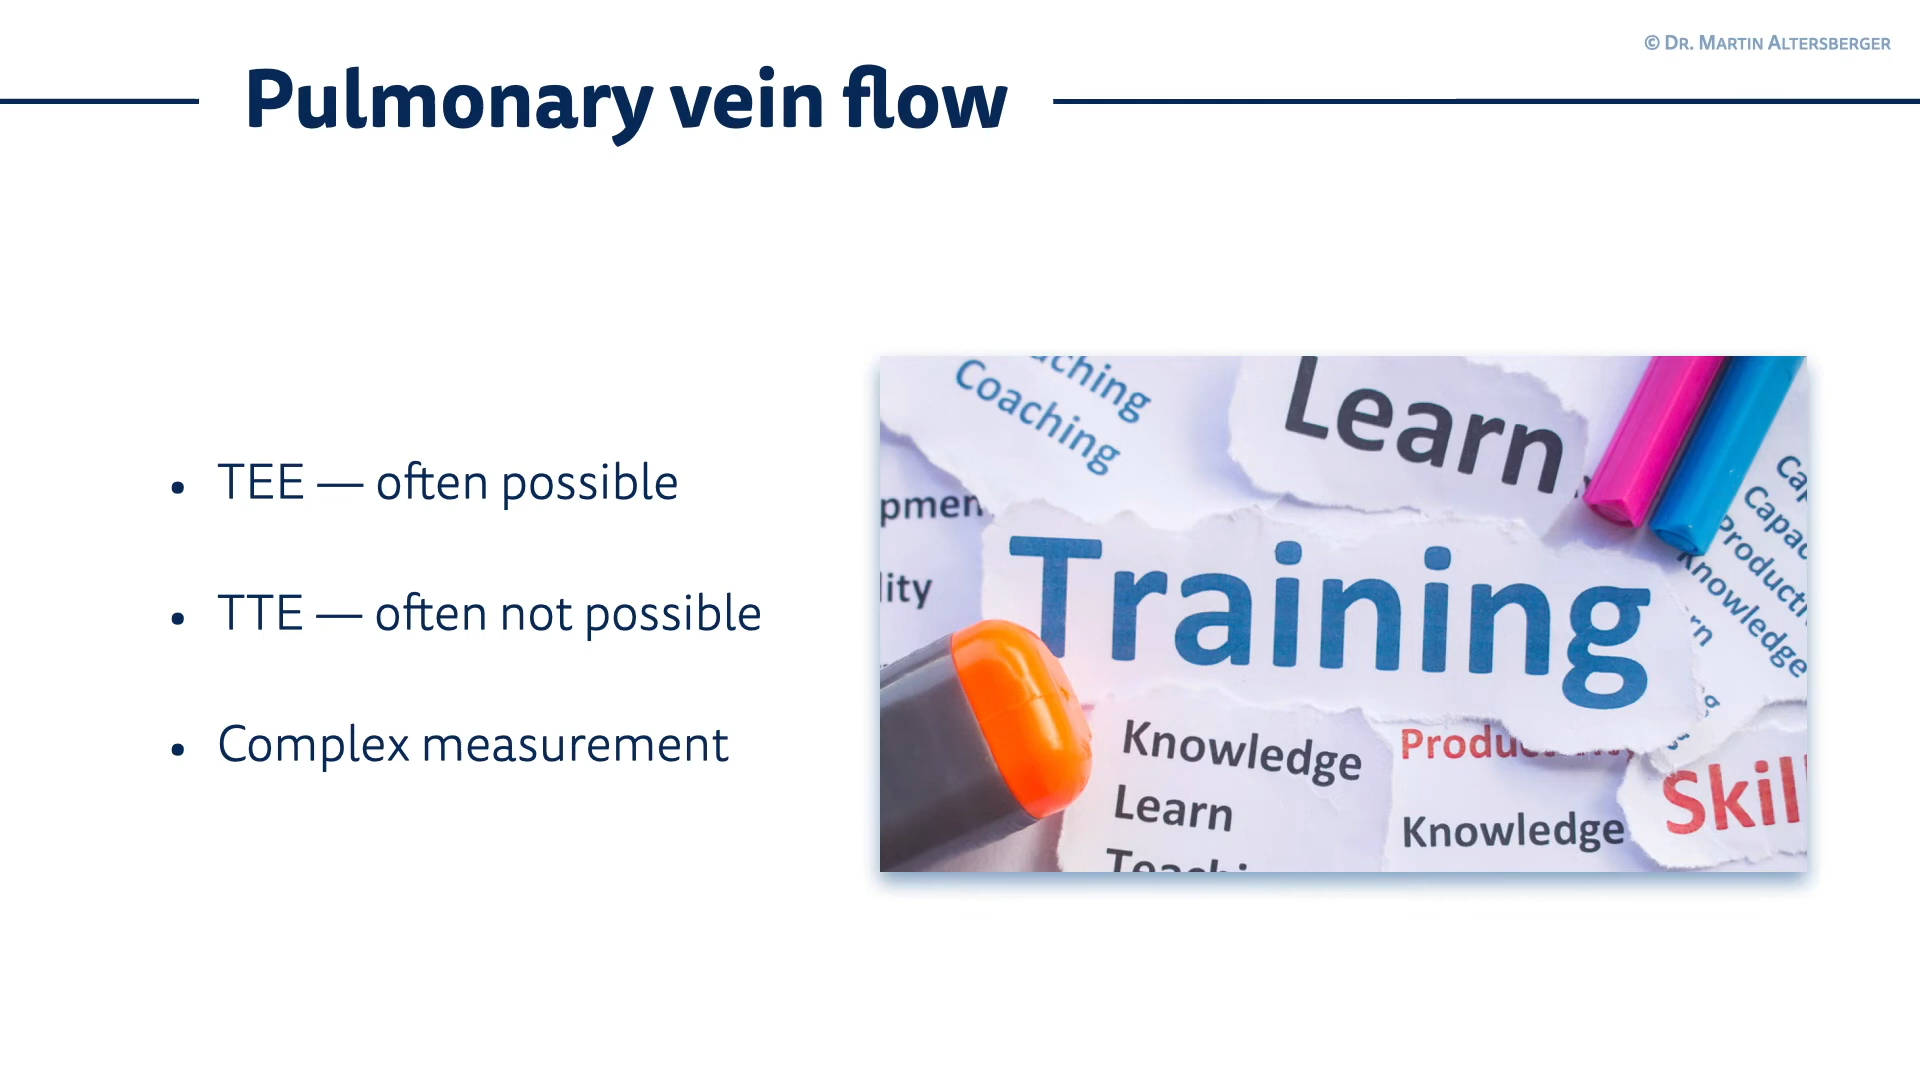 © DR. MARTIN ALTERSBERGER
Pulmonary vein flow
• TEE — often possible
• TTE — often not possible
• Complex measurement
Coaching
Learn
Training
Knowledge
Learn
Knowledge
Knowledge